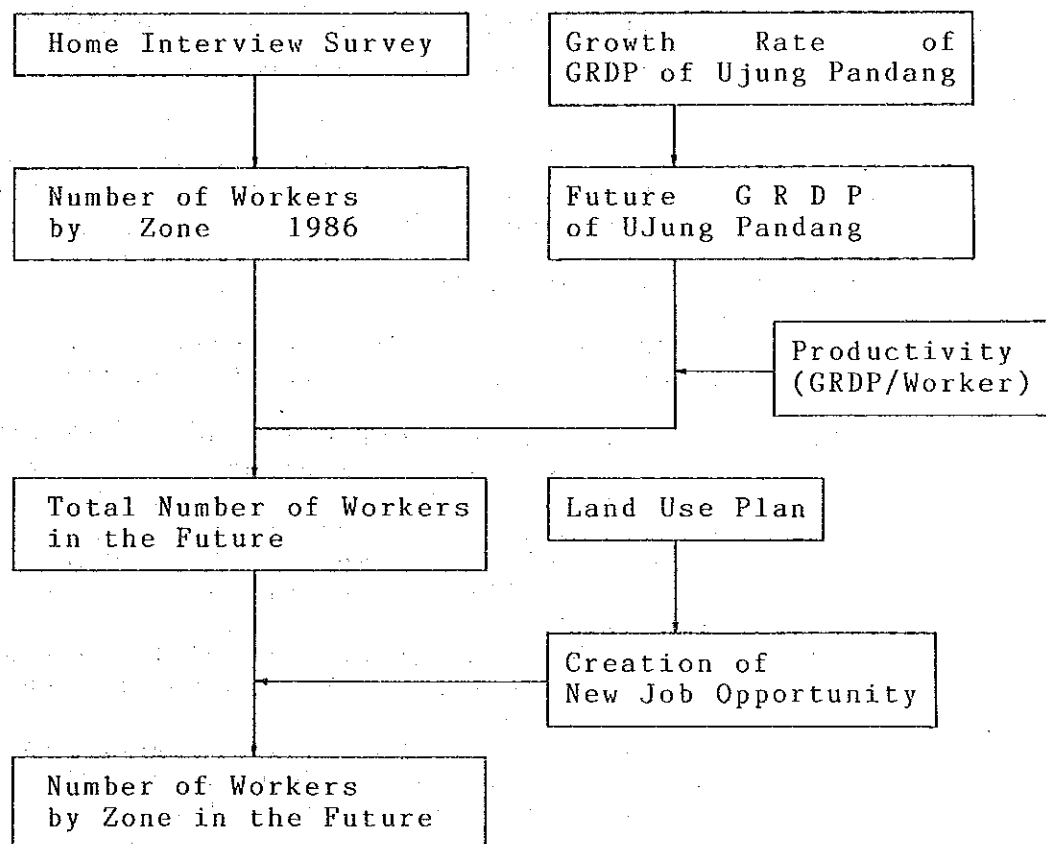 Home Interview Survey
Growth Rate of
GRDP of Ujung Pandang
Number of Workers
by Zone 1986
Future G R D P
of UJung Pandang
Productivity
(GRDP/Worker)
Total Number of Workers
in the Future
Land Use Plan
Creation of
New Job Opportunity
Number of Workers
by Zone in the Future